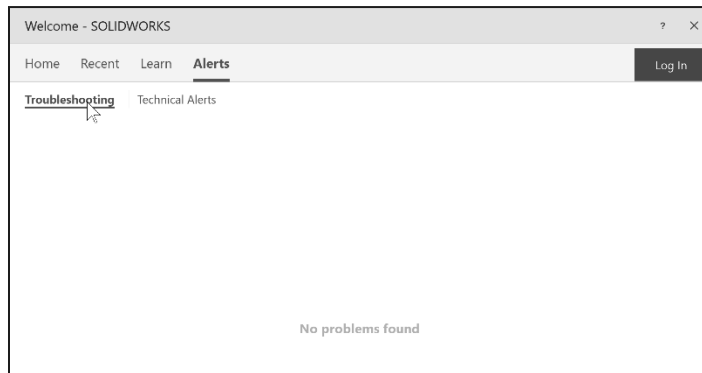 Welcome - SOLIDWORKS ? ×
Home Recent Learn Alerts Log In
Troubleshooting Technical Alerts
No problems found